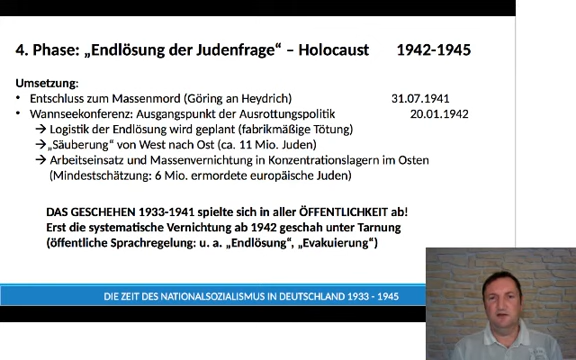 4. Phase: „Endlösung der Judenfrage“ – Holocaust 1942-1945
Umsetzung:
• Entschluss zum Massenmord (Göring an Heydrich) 31.07.1941
• Wannseekonferenz: Ausgangspunkt der Ausrottungspolitik 20.01.1942
→ Logistik der Endlösung wird geplant (fabrikmäßige Tötung)
→„Säuberung“ von West nach Ost (ca. 11 Mio. Juden)
→ Arbeitseinsatz und Massenvernichtung in Konzentrationslagern im Osten
(Mindestschätzung: 6 Mio. ermordete europäische Juden)
DAS GESCHEHEN 1933-1941 spielte sich in aller ÖFFENTLICHKEIT ab!
Erst die systematische Vernichtung ab 1942 geschah unter Tarnung
(öffentliche Sprachregelung: u. a. „Endlösung“, „Evakuierung“)
DIE ZEIT DES NATIONALSOZIALISMUS IN DEUTSCHLAND 1933 - 1945